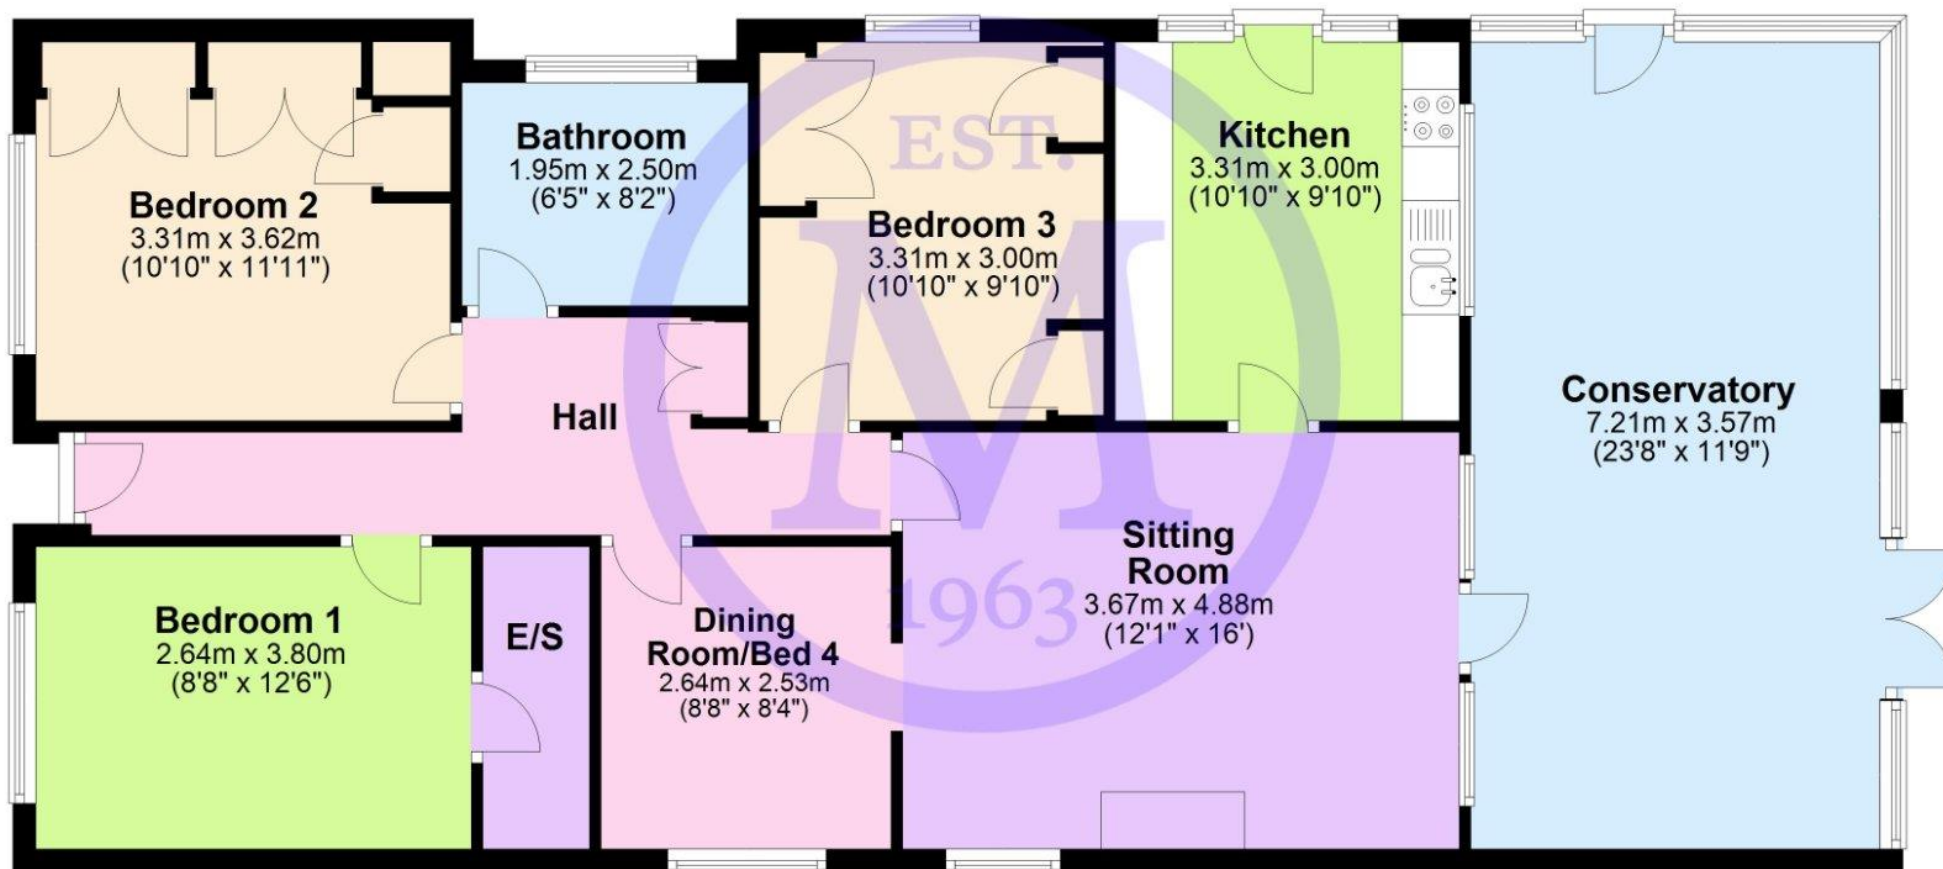 Bathroom
1.95m x 2.50m
(6'5" x 8'2")
EST.
Kitchen
3.31m x 3.00m
(10'10" x 9'10")
Bedroom 2
3.31m x 3.62m
(10'10" x 11'11")
Bedroom 3
3.31m x 3.00m
(10'10" x 9'10")
M
Hall
Conservatory
7.21m x 3.57m
(23'8" x 11'9")
Sitting
Room
3.67m x 4.88m
(12'1" x 16')
1963
Bedroom 1
2.64m x 3.80m
(8'8" x 12'6")
E/S
Dining
Room/Bed 4
2.64m x 2.53m
(8'8" x 8'4")